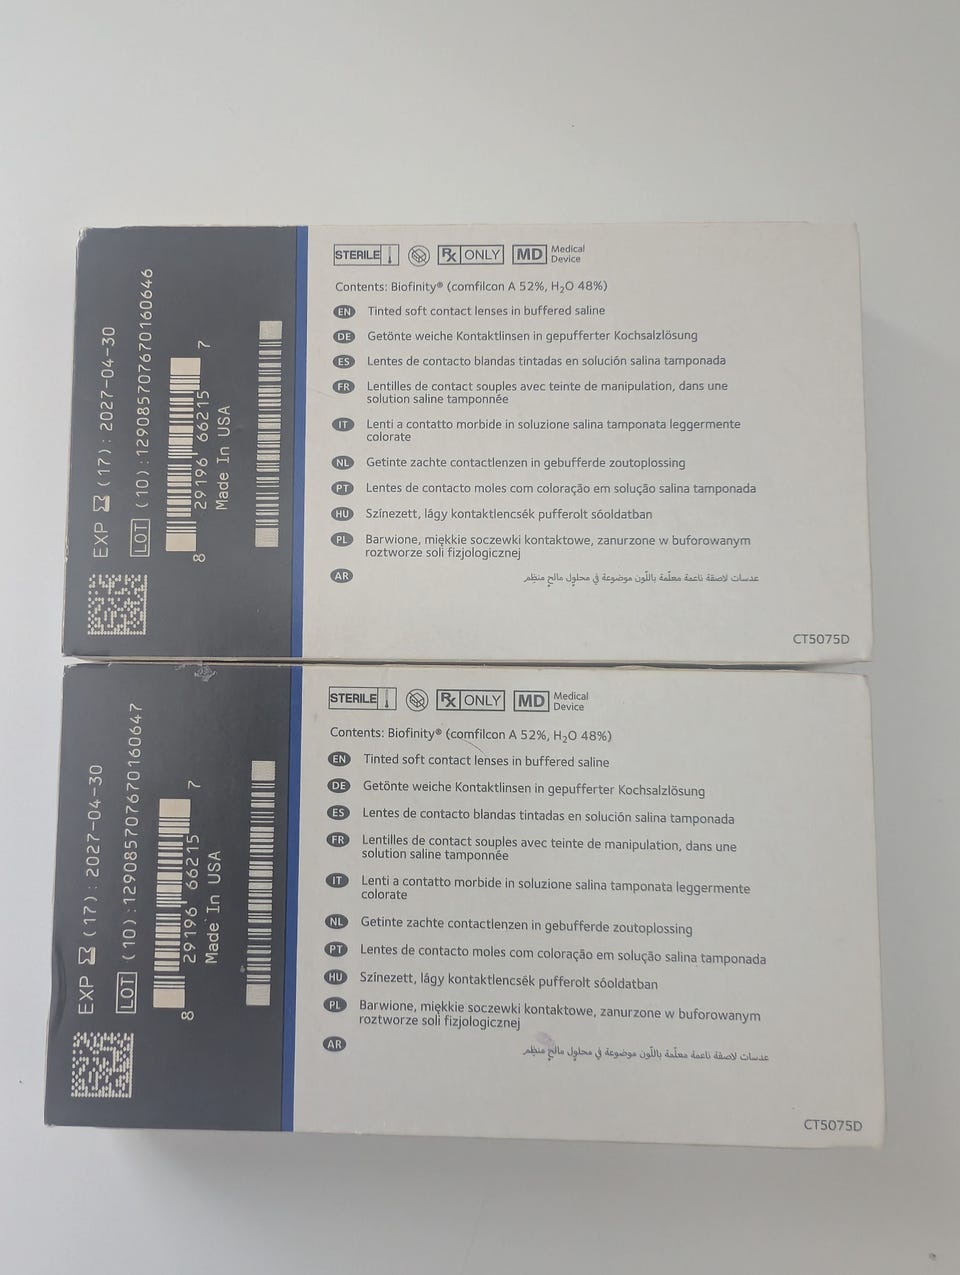 EXP (17): 2027-04-30
LOT (10):12908570767016​0646
8 29196 66215 7
Made In USA
STERILE
Rx ONLY
MD Medical
Device
Contents: Biofinity® (comfilcon A 52%, H₂O 48%)
EN Tinted soft contact lenses in buffered saline
DE Getönte weiche Kontaktlinsen in gepufferter Kochsalzlösung
ES Lentes de contacto blandas tintadas en solución salina tamponada
FR Lentilles de contact souples avec teinte de manipulation, dans une
solution saline tamponnée
IT Lenti a contatto morbide in soluzione salina tamponata leggermente
colorate
NL Getinte zachte contactlenzen in gebufferde zoutoplossing
PT Lentes de contacto moles com coloração em solução salina tamponada
HU Színezett, lágy kontaktlencsék pufferolt sóoldatban
PL Barwione, miękkie soczewki kontaktowe, zanurzone w buforowanym
roztworze soli fizjologicznej
AR عدسات لاصقة ناعمة معلّمة باللّون موضوعة في محلول مالح منظم
CT5075D
EXP (17): 2027-04-30
LOT (10):129085707670160647
8 29196 66215 7
Made In USA
STERILE
Rx ONLY
MD Medical
Device
Contents: Biofinity® (comfilcon A 52%, H₂O 48%)
EN Tinted soft contact lenses in buffered saline
DE Getönte weiche Kontaktlinsen in gepufferter Kochsalzlösung
ES Lentes de contacto blandas tintadas en solución salina tamponada
FR Lentilles de contact souples avec teinte de manipulation, dans une
solution saline tamponnée
IT Lenti a contatto morbide in soluzione salina tamponata leggermente
colorate
NL Getinte zachte contactlenzen in gebufferde zoutoplossing
PT Lentes de contacto moles com coloração em solução salina tamponada
HU Színezett, lágy kontaktlencsék pufferolt sóoldatban
PL Barwione, miękkie soczewki kontaktowe, zanurzone w buforowanym
roztworze soli fizjologicznej
AR عدسات لاصقة ناعمة معلّمة باللّون موضوعة في محلول مالح منظم
CT5075D